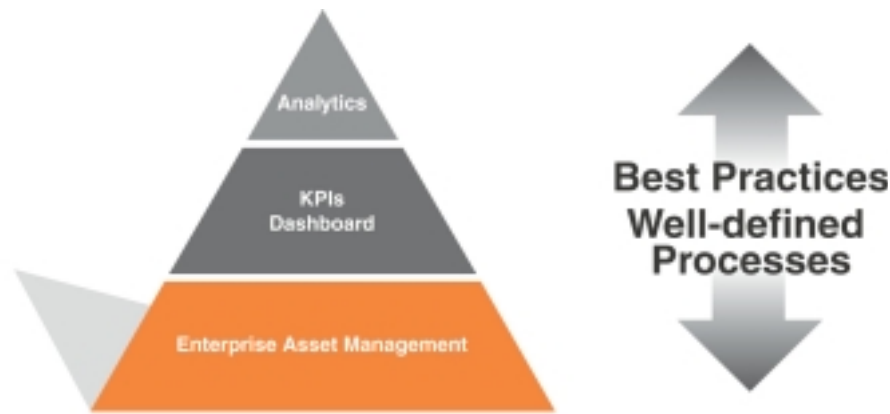 Analytics
KPIs
Dashboard
Enterprise Asset Management
Best Practices
Well-defined
Processes